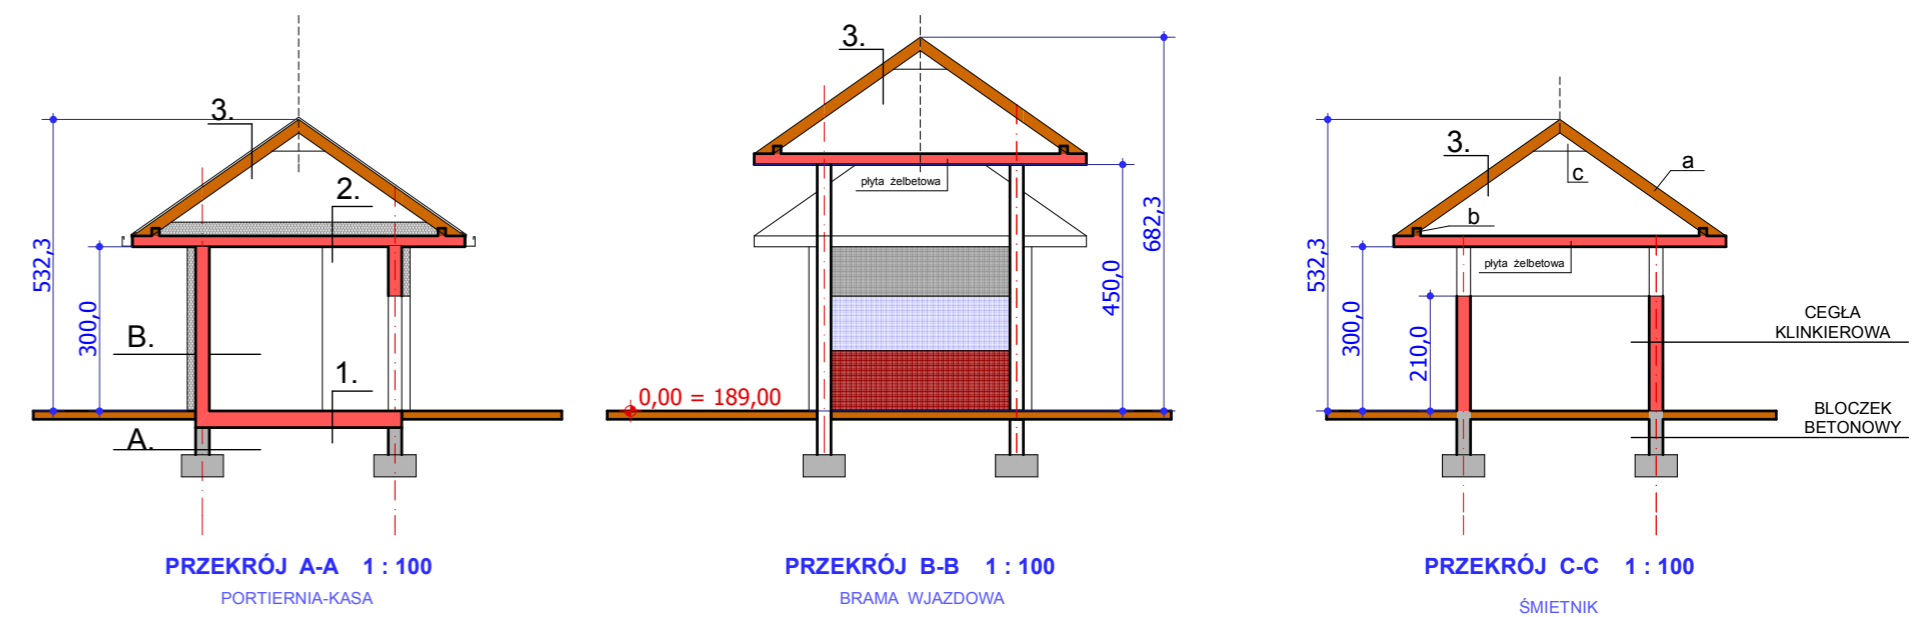 3.
2.
532,3
300,0
B.
1.
A.
PRZEKRÓJ A-A 1 : 100
PORTIERNIA-KASA
3.
płyta żelbetowa
682,3
450,0
0,00 = 189,00
PRZEKRÓJ B-B 1 : 100
BRAMA WJAZDOWA
3.
c
a
b
płyta żelbetowa
532,3
300,0
210,0
CEGŁA
KLINKIEROWA
BLOCZEK
BETONOWY
PRZEKRÓJ C-C 1 : 100
ŚMIETNIK